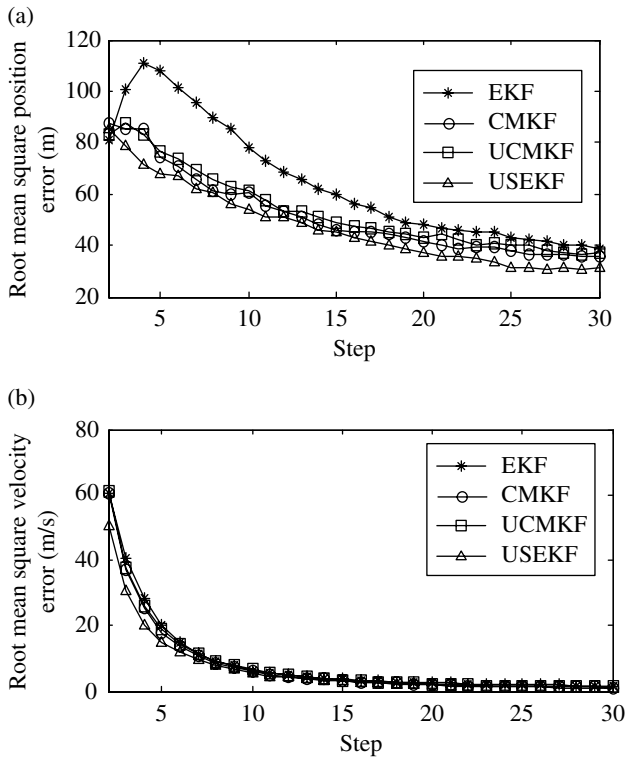 (a)
Root mean square position
error (m)
120
100
80
60
40
20
5
10
15
20
25
30
Step
EKF
CMKF
UCMKF
USEKF
(b)
Root mean square velocity
error (m/s)
80
60
40
20
0
5
10
15
20
25
30
Step
EKF
CMKF
UCMKF
USEKF